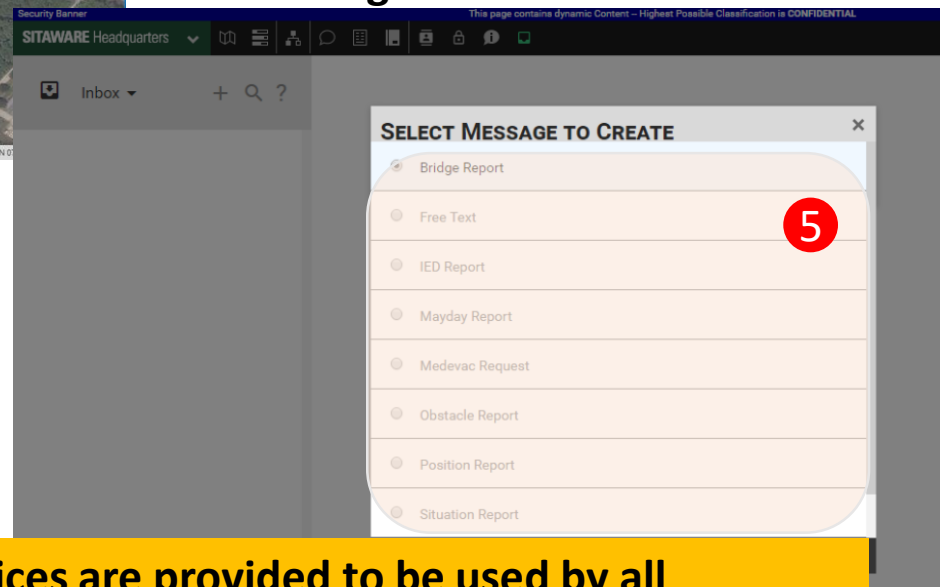 Security Banner
This page contains dynamic Content – Highest Possible Classification is CONFIDENTIAL
SITAWARE Headquarters
Inbox
+ ?
SELECT MESSAGE TO CREATE ×
Bridge Report
Free Text
5
IED Report
Mayday Report
Medevac Request
Obstacle Report
Position Report
Situation Report
are provided to be used by all